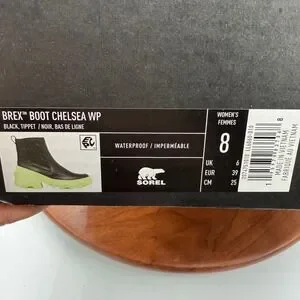 BREX™ BOOT CHELSEA WP
BLACK, TIPPET / NOIR, BAS DE LIGNE
WATERPROOF / IMPERMÉABLE
SOREL
WOMEN'S
FEMMES
8
UK 6
EUR 39
CM 25
8
MADE IN VIETNAM
FABRIQUÉ AU VIETNAM